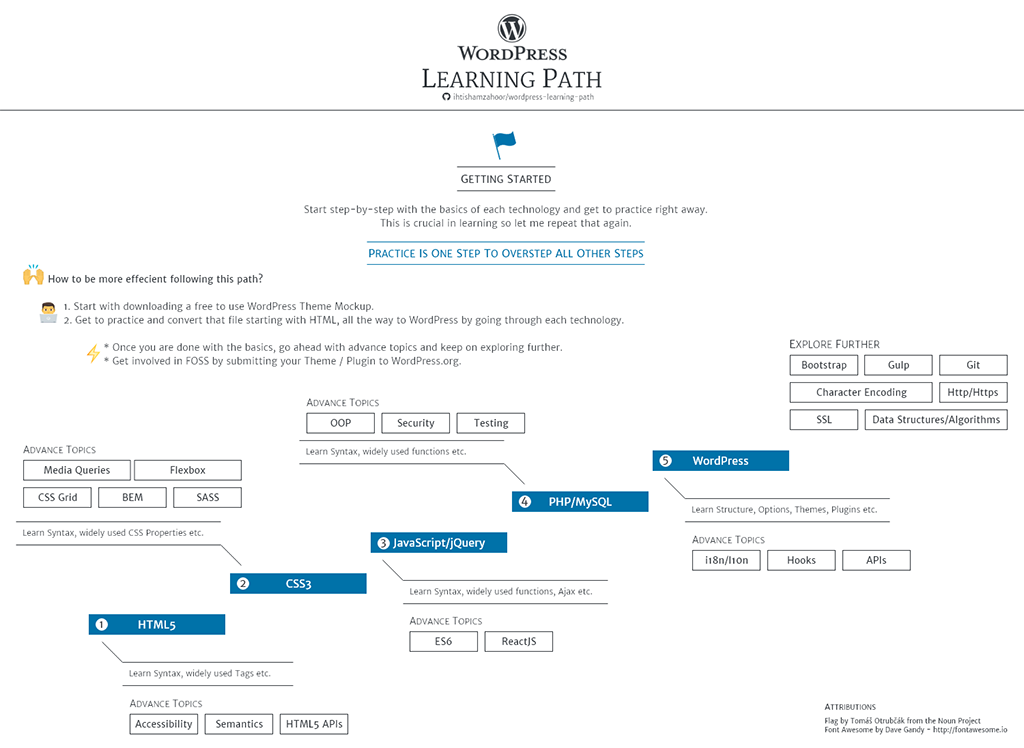 WORDPRESS
LEARNING PATH
ihtishamzahoor/wordpress-learning-path
GETTING STARTED
Start step-by-step with the basics of each technology and get to practice right away.
This is crucial in learning so let me repeat that again.
PRACTICE IS ONE STEP TO OVERSTEP ALL OTHER STEPS
How to be more effecient following this path?
1. Start with downloading a free to use WordPress Theme Mockup.
2. Get to practice and convert that file starting with HTML, all the way to WordPress by going through each technology.
* Once you are done with the basics, go ahead with advance topics and keep on exploring further.
* Get involved in FOSS by submitting your Theme / Plugin to WordPress.org.
EXPLORE FURTHER
Bootstrap
Gulp
Git
Character Encoding
Http/Https
SSL
Data Structures/Algorithms
ADVANCE TOPICS
OOP
Security
Testing
Learn Syntax, widely used functions etc.
4 PHP/MySQL
5 WordPress
Learn Structure, Options, Themes, Plugins etc.
ADVANCE TOPICS
i18n/l10n
Hooks
APIs
ADVANCE TOPICS
Media Queries
Flexbox
CSS Grid
BEM
SASS
Learn Syntax, widely used CSS Properties etc.
2 CSS3
3 JavaScript/jQuery
Learn Syntax, widely used functions, Ajax etc.
ADVANCE TOPICS
ES6
ReactJS
1 HTML5
Learn Syntax, widely used Tags etc.
ADVANCE TOPICS
Accessibility
Semantics
HTML5 APIs
ATTRIBUTIONS
Flag by Tomáš Otrubčák from the Noun Project
Font Awesome by Dave Gandy - http://fontawesome.io